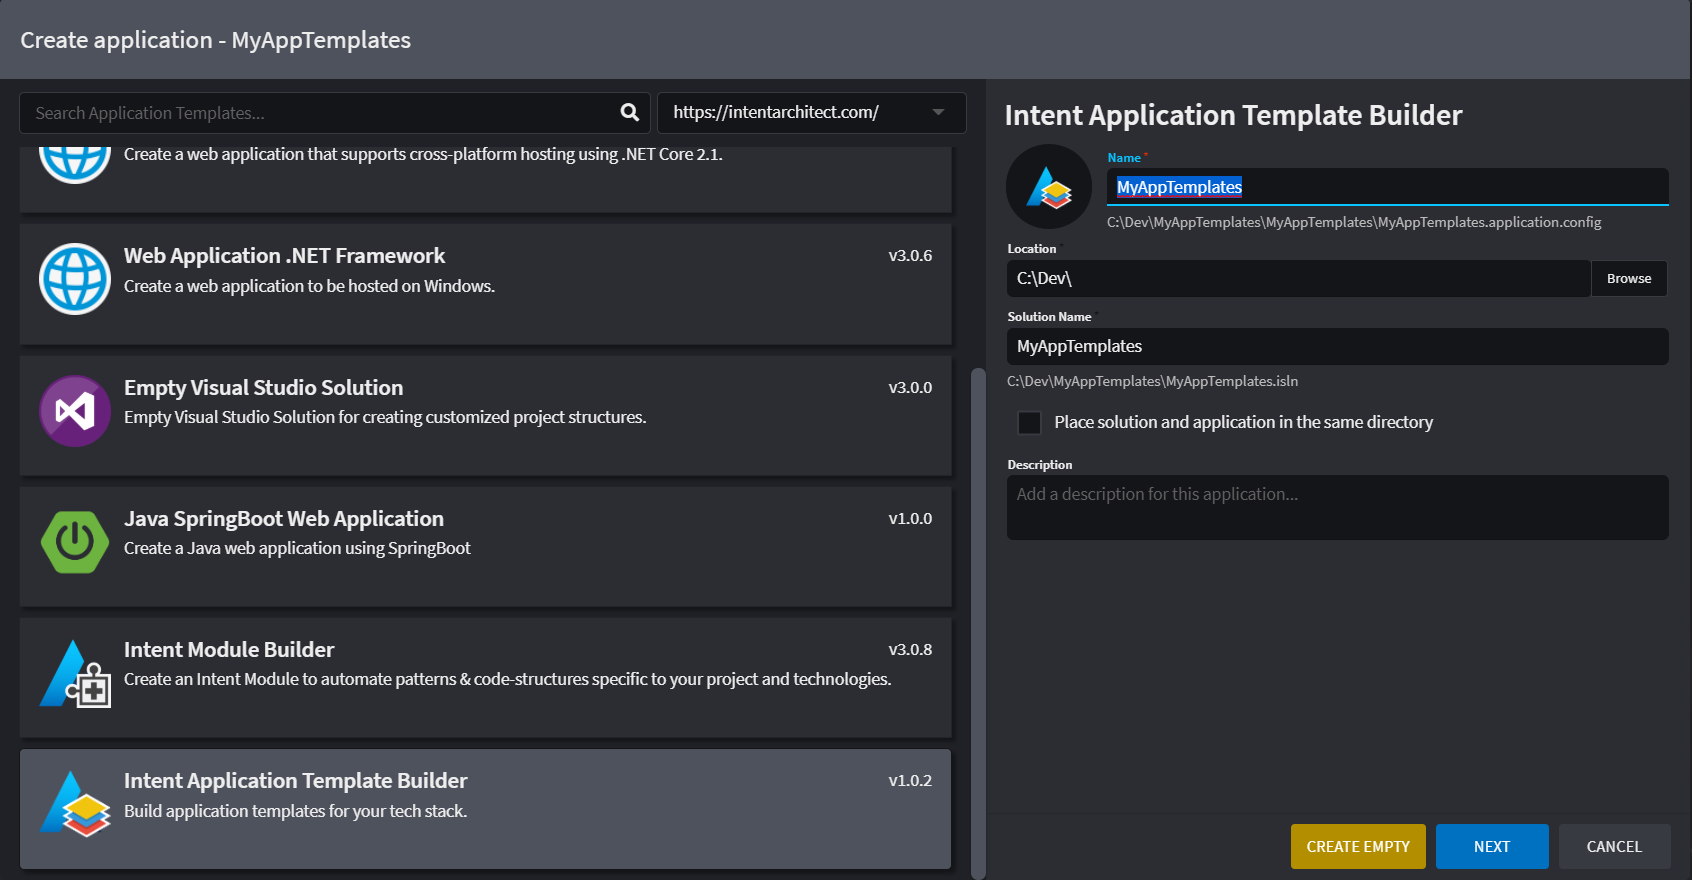 Create application - MyAppTemplates
Search Application Templates...
https://intentarchitect.com/
Create a web application that supports cross-platform hosting using .NET Core 2.1.
Web Application .NET Framework
v3.0.6
Create a web application to be hosted on Windows.
Empty Visual Studio Solution
v3.0.0
Empty Visual Studio Solution for creating customized project structures.
Java SpringBoot Web Application
v1.0.0
Create a Java web application using SpringBoot
Intent Module Builder
v3.0.8
Create an Intent Module to automate patterns & code-structures specific to your project and technologies.
Intent Application Template Builder
v1.0.2
Build application templates for your tech stack.
Intent Application Template Builder
Name *
MyAppTemplates
C:\Dev\MyAppTemplates\MyAppTemplates\MyAppTemplates.application.config
Location *
C:\Dev\
Browse
Solution Name *
MyAppTemplates
C:\Dev\MyAppTemplates\MyAppTemplates.isln
Place solution and application in the same directory
Description
Add a description for this application...
CREATE EMPTY
NEXT
CANCEL